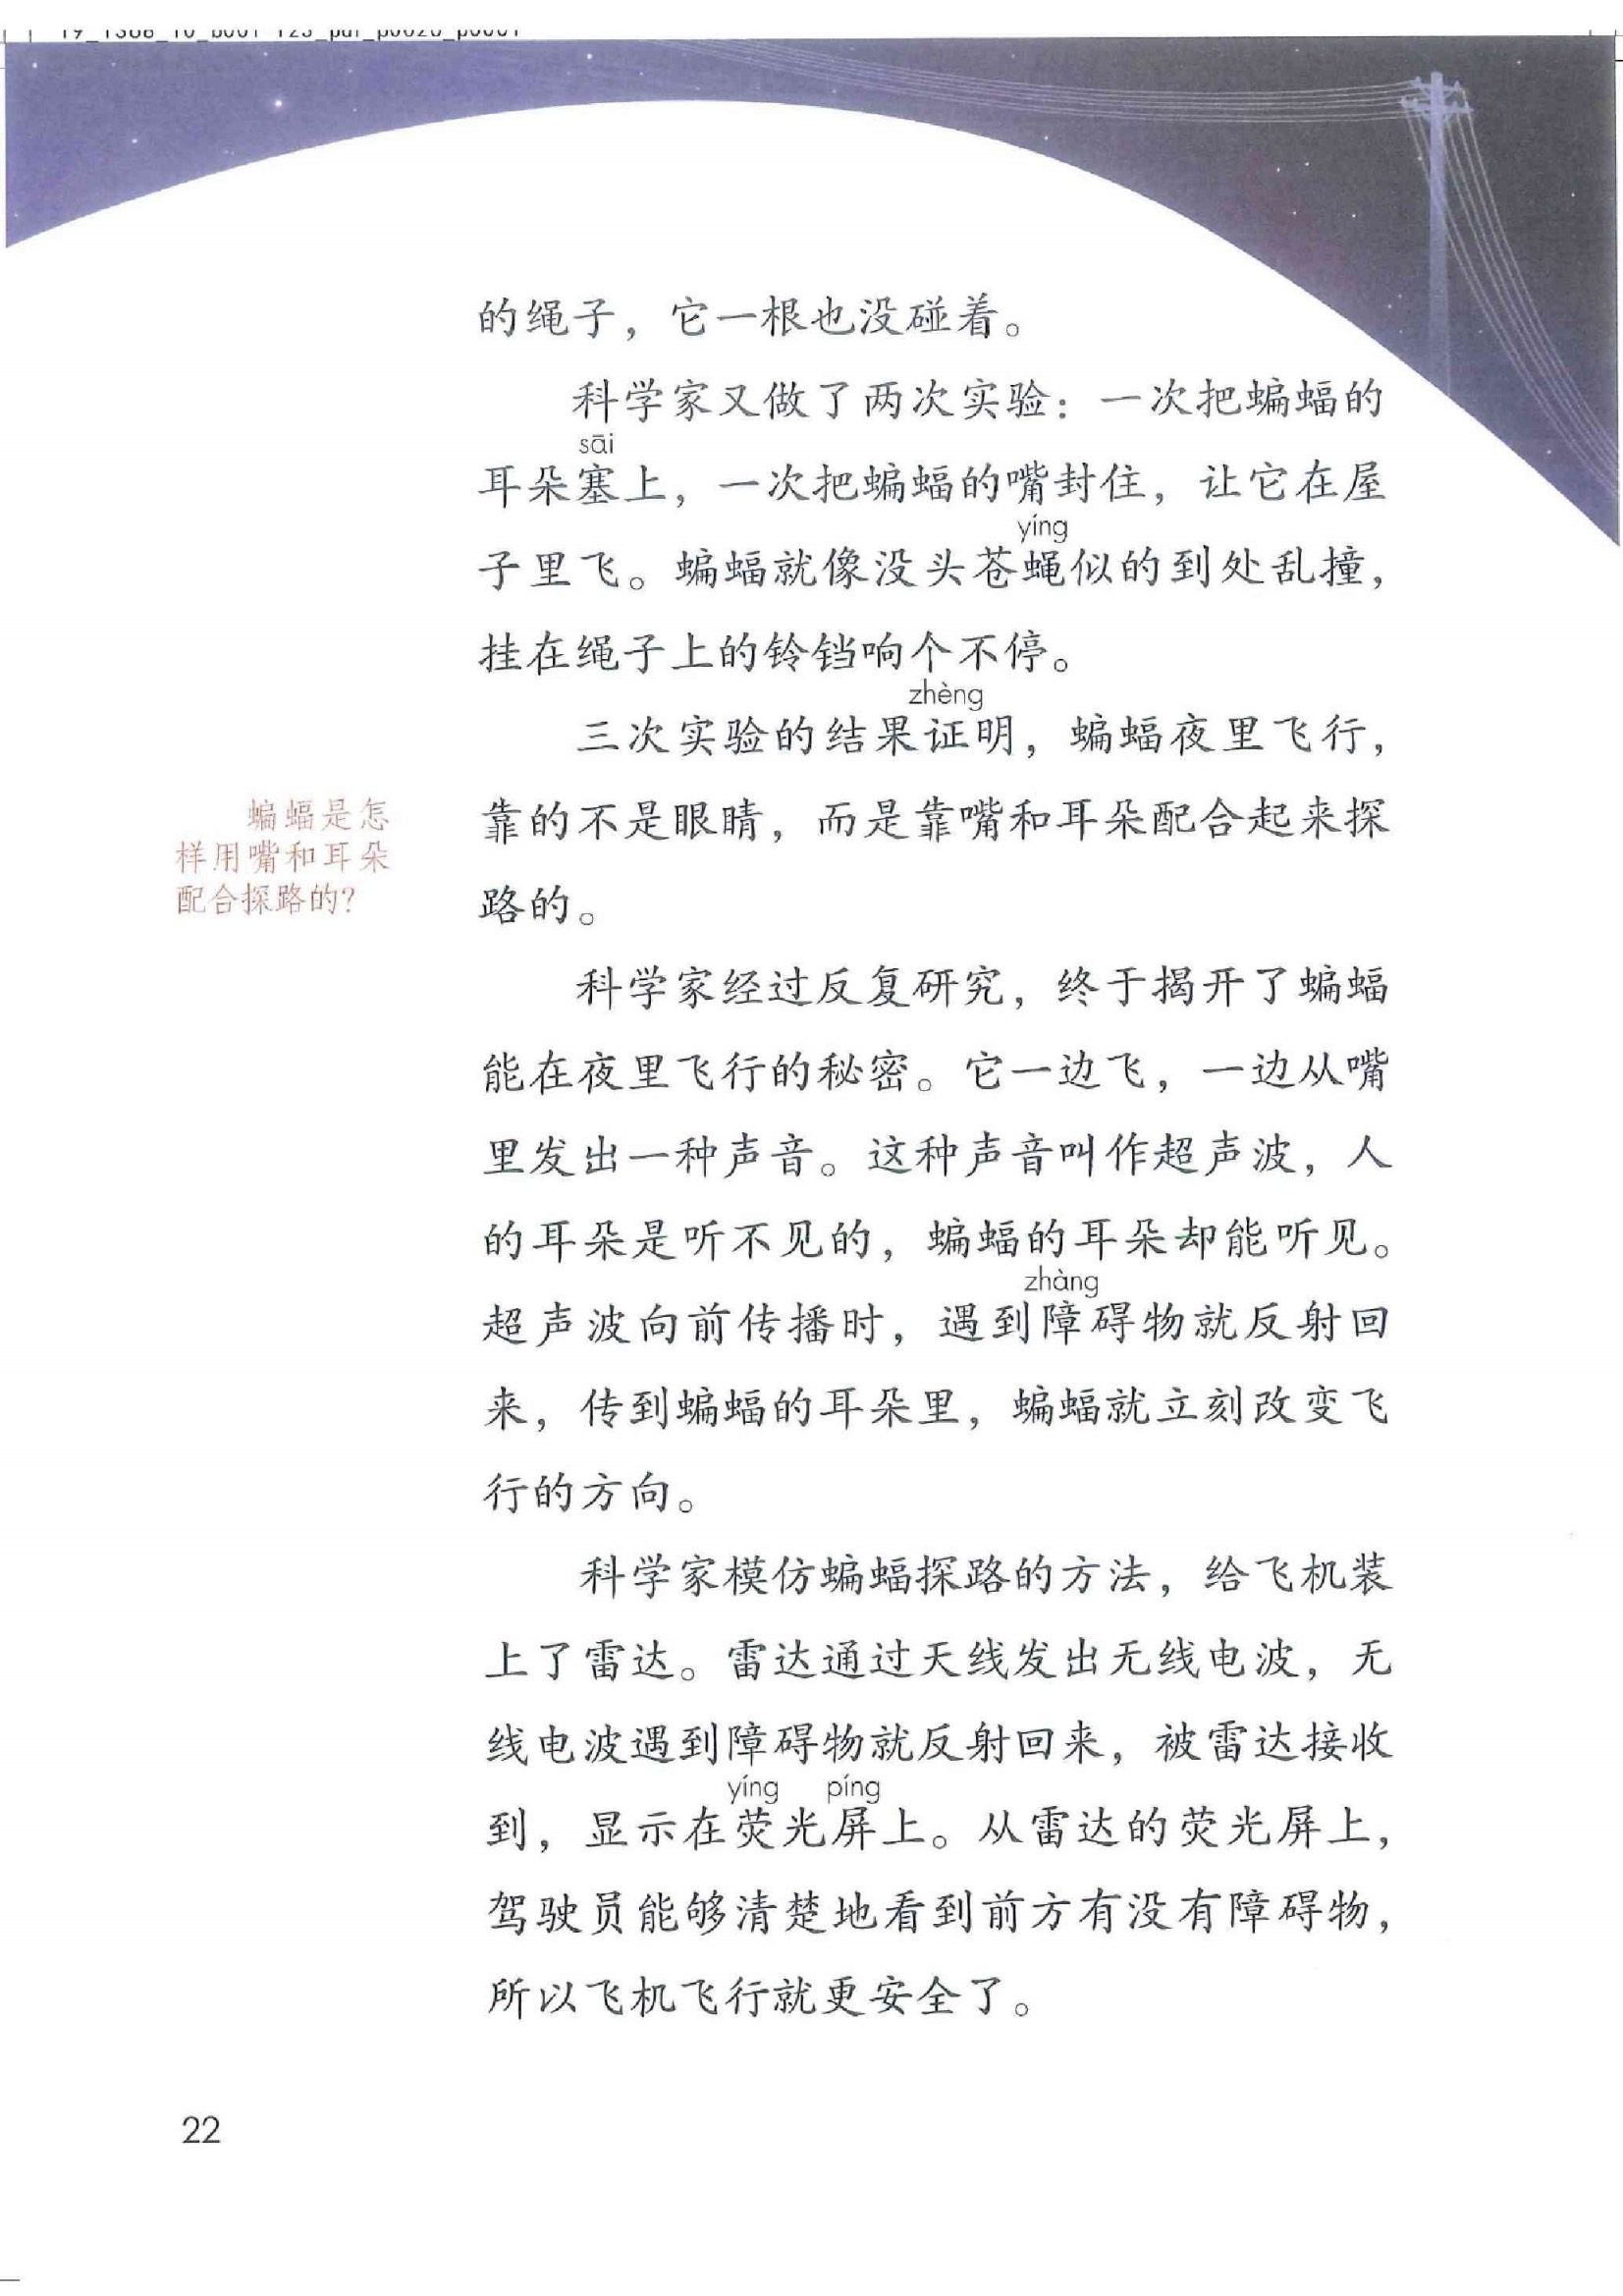 的绳子，它一根也没碰着。
科学家又做了两次实验：一次把蝙蝠的
sāi
耳朵塞上，一次把蝙蝠的嘴封住，让它在屋
yíng
子里飞。蝙蝠就像没头苍蝇似的到处乱撞，
挂在绳子上的铃铛响个不停。
zhèng
三次实验的结果证明，蝙蝠夜里飞行，
靠的不是眼睛，而是靠嘴和耳朵配合起来探
路的。
蝙蝠是怎
样用嘴和耳朵
配合探路的？
科学家经过反复研究，终于揭开了蝙蝠
能在夜里飞行的秘密。它一边飞，一边从嘴
里发出一种声音。这种声音叫作超声波，人
的耳朵是听不见的，蝙蝠的耳朵却能听见。
zhàng
超声波向前传播时，遇到障碍物就反射回
来，传到蝙蝠的耳朵里，蝙蝠就立刻改变飞
行的方向。
科学家模仿蝙蝠探路的方法，给飞机装
上了雷达。雷达通过天线发出无线电波，无
线电波遇到障碍物就反射回来，被雷达接收
yíng píng
到，显示在荧光屏上。从雷达的荧光屏上，
驾驶员能够清楚地看到前方有没有障碍物，
所以飞机飞行就更安全了。
22